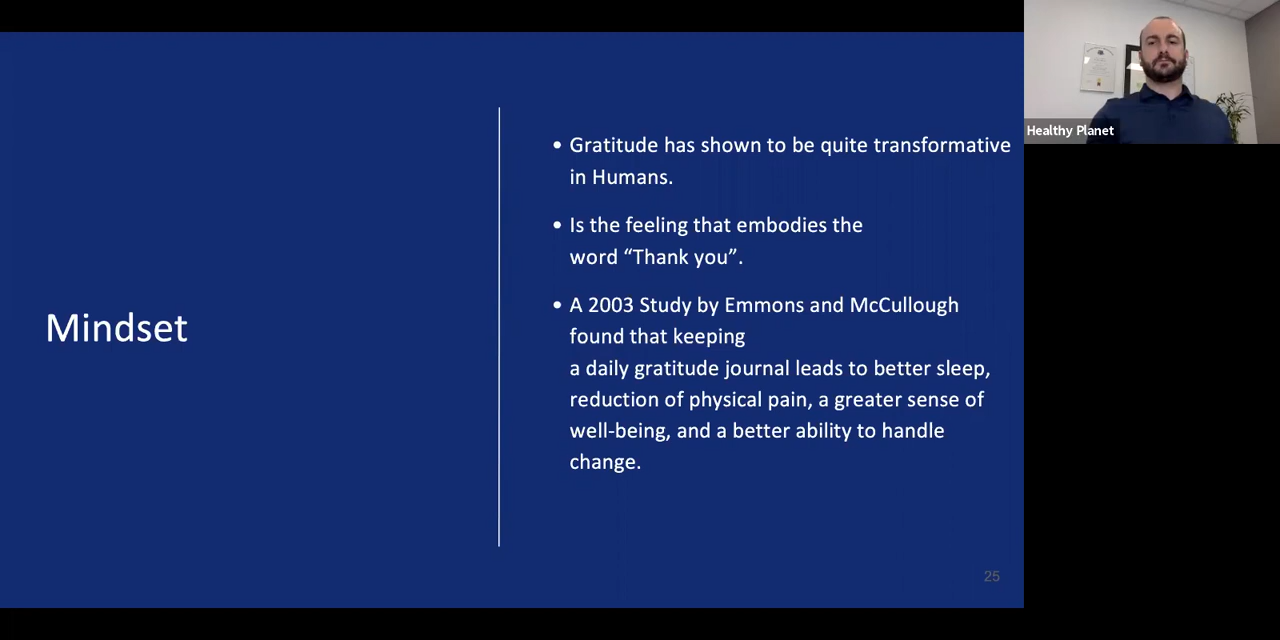 Mindset
• Gratitude has shown to be quite transformative
in Humans.
• Is the feeling that embodies the
word “Thank you”.
• A 2003 Study by Emmons and McCullough
found that keeping
a daily gratitude journal leads to better sleep,
reduction of physical pain, a greater sense of
well-being, and a better ability to handle
change.
25
Healthy Planet